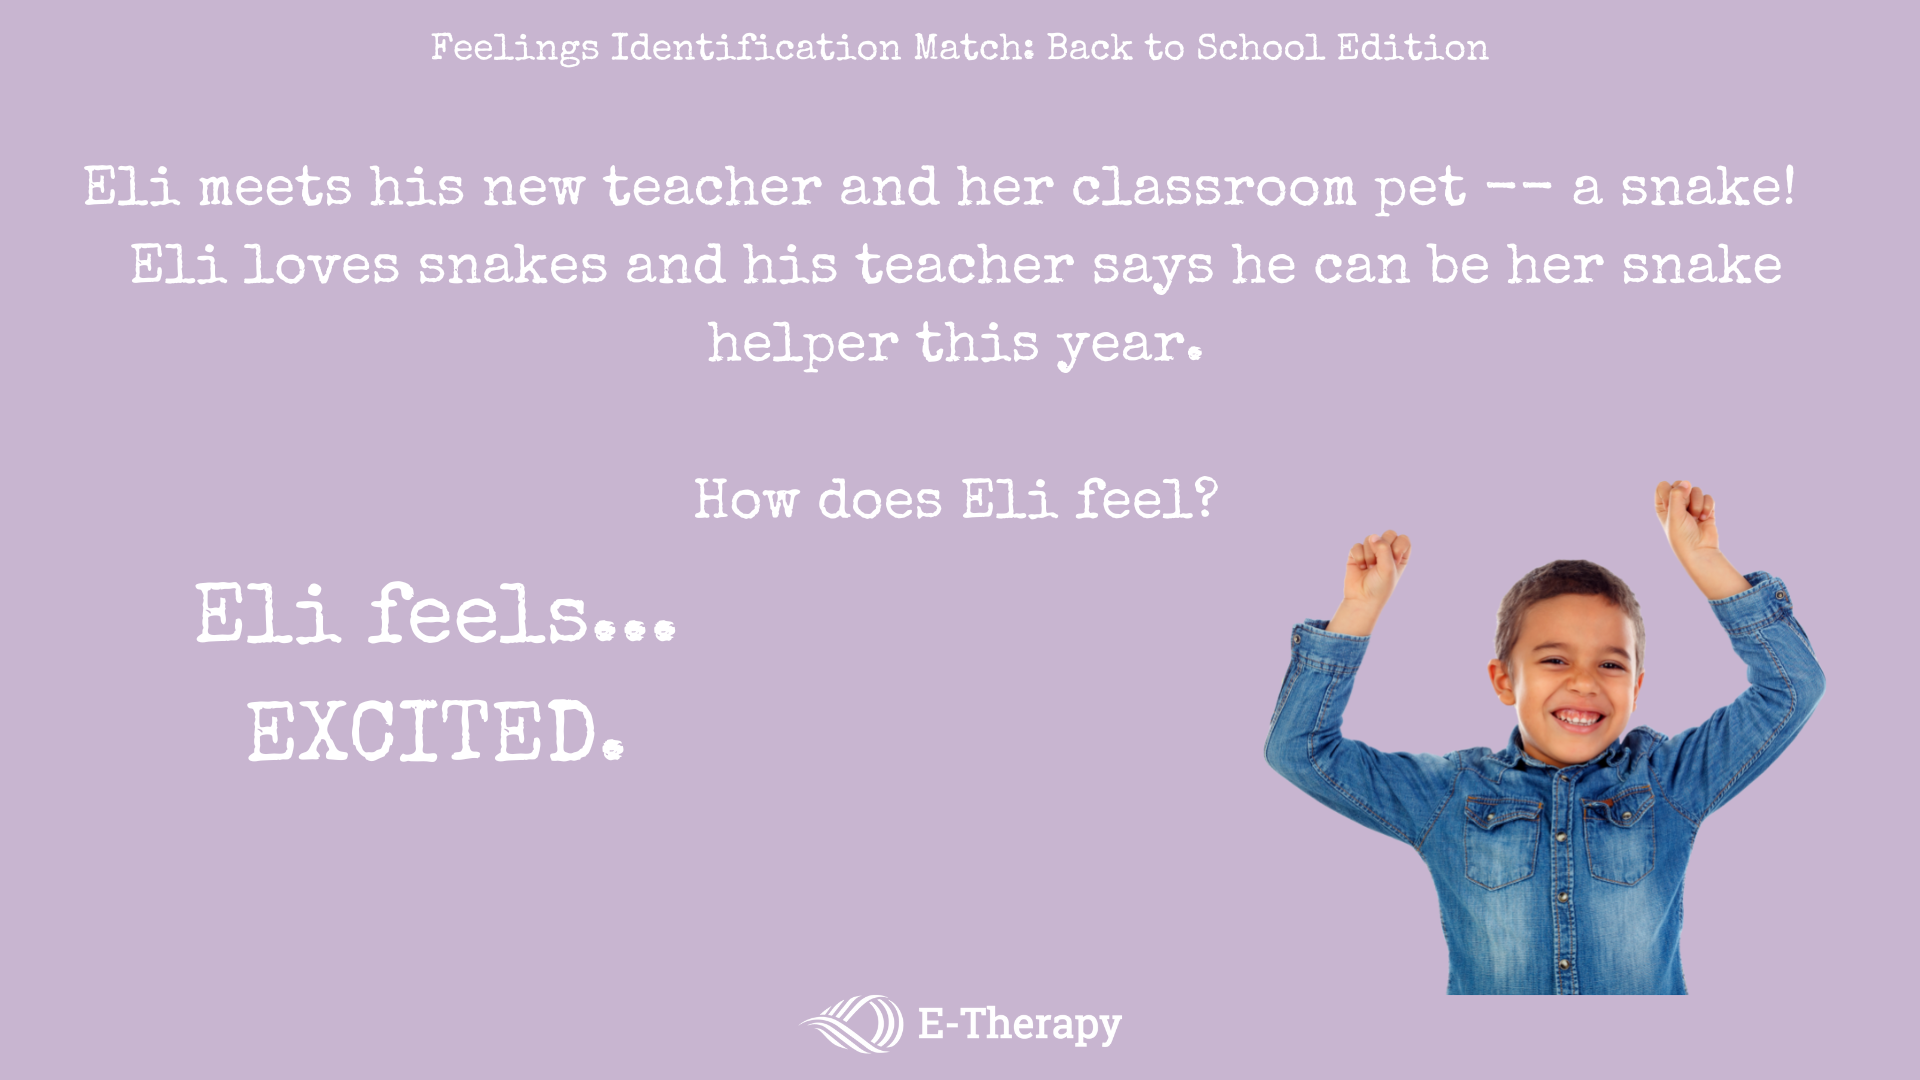 Feelings Identification Match: Back to School Edition
Eli meets his new teacher and her classroom pet -- a snake!
Eli loves snakes and his teacher says he can be her snake
helper this year.
How does Eli feel?
Eli feels...
EXCITED.
E-Therapy